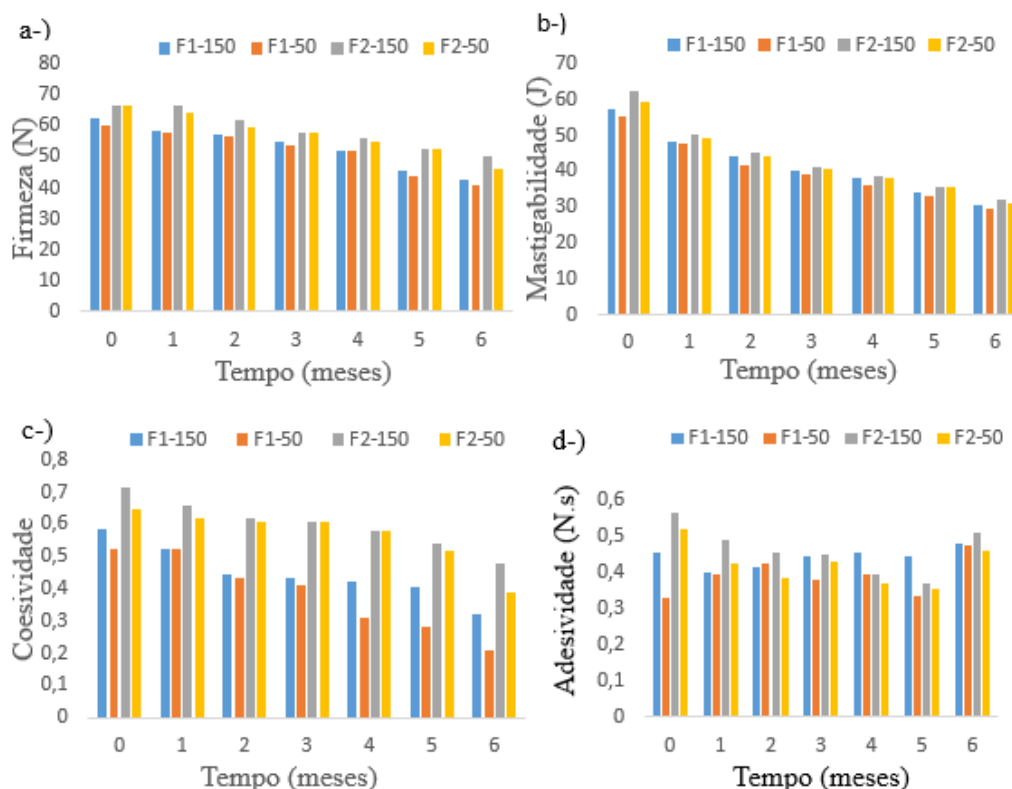 a-)
F1-150 F1-50 F2-150 F2-50
Firmeza (N)
80
70
60
50
40
30
20
10
0
0 1 2 3 4 5 6
Tempo (meses)
b-)
F1-150 F1-50 F2-150 F2-50
Mastigabilidade (J)
70
60
50
40
30
20
10
0
0 1 2 3 4 5 6
Tempo (meses)
c-)
F1-150 F1-50 F2-150 F2-50
Coesividade
0,8
0,7
0,6
0,5
0,4
0,3
0,2
0,1
0
0 1 2 3 4 5 6
Tempo (meses)
d-)
F1-150 F1-50 F2-150 F2-50
Adesividade (N.s)
0,6
0,5
0,4
0,3
0,2
0,1
0
0 1 2 3 4 5 6
Tempo (meses)